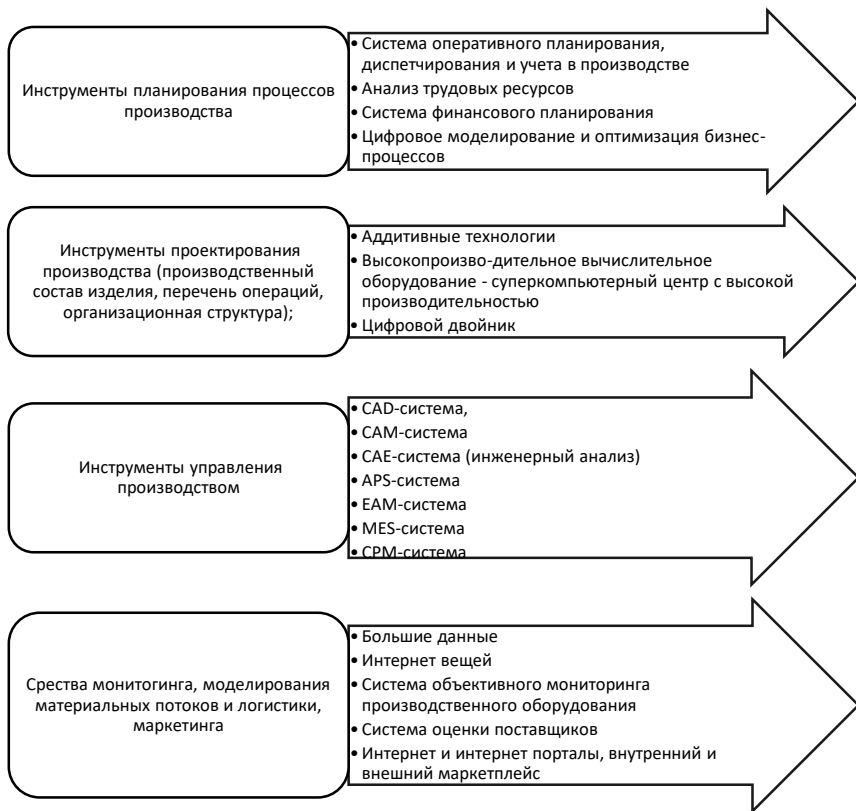 Инструменты планирования процессов
производства
• Система оперативного планирования,
диспетчирования и учета в производстве
• Анализ трудовых ресурсов
• Система финансового планирования
• Цифровое моделирование и оптимизация бизнес-
процессов
Инструменты проектирования
производства (производственный
состав изделия, перечень операций,
организационная структура);
• Аддитивные технологии
• Высокопроизво-дительное вычислительное
оборудование - суперкомпьютерный центр с высокой
производительностью
• Цифровой двойник
Инструменты управления
производством
• CAD-система,
• CAM-система
• CAE-система (инженерный анализ)
• APS-система
• EAM-система
• MES-система
• CPM-система
Срества монитогинга, моделирования
материальных потоков и логистики,
маркетинга
• Большие данные
• Интернет вещей
• Система объективного мониторинга
производственного оборудования
• Система оценки поставщиков
• Интернет и интернет порталы, внутренний и
внешний маркетплейс